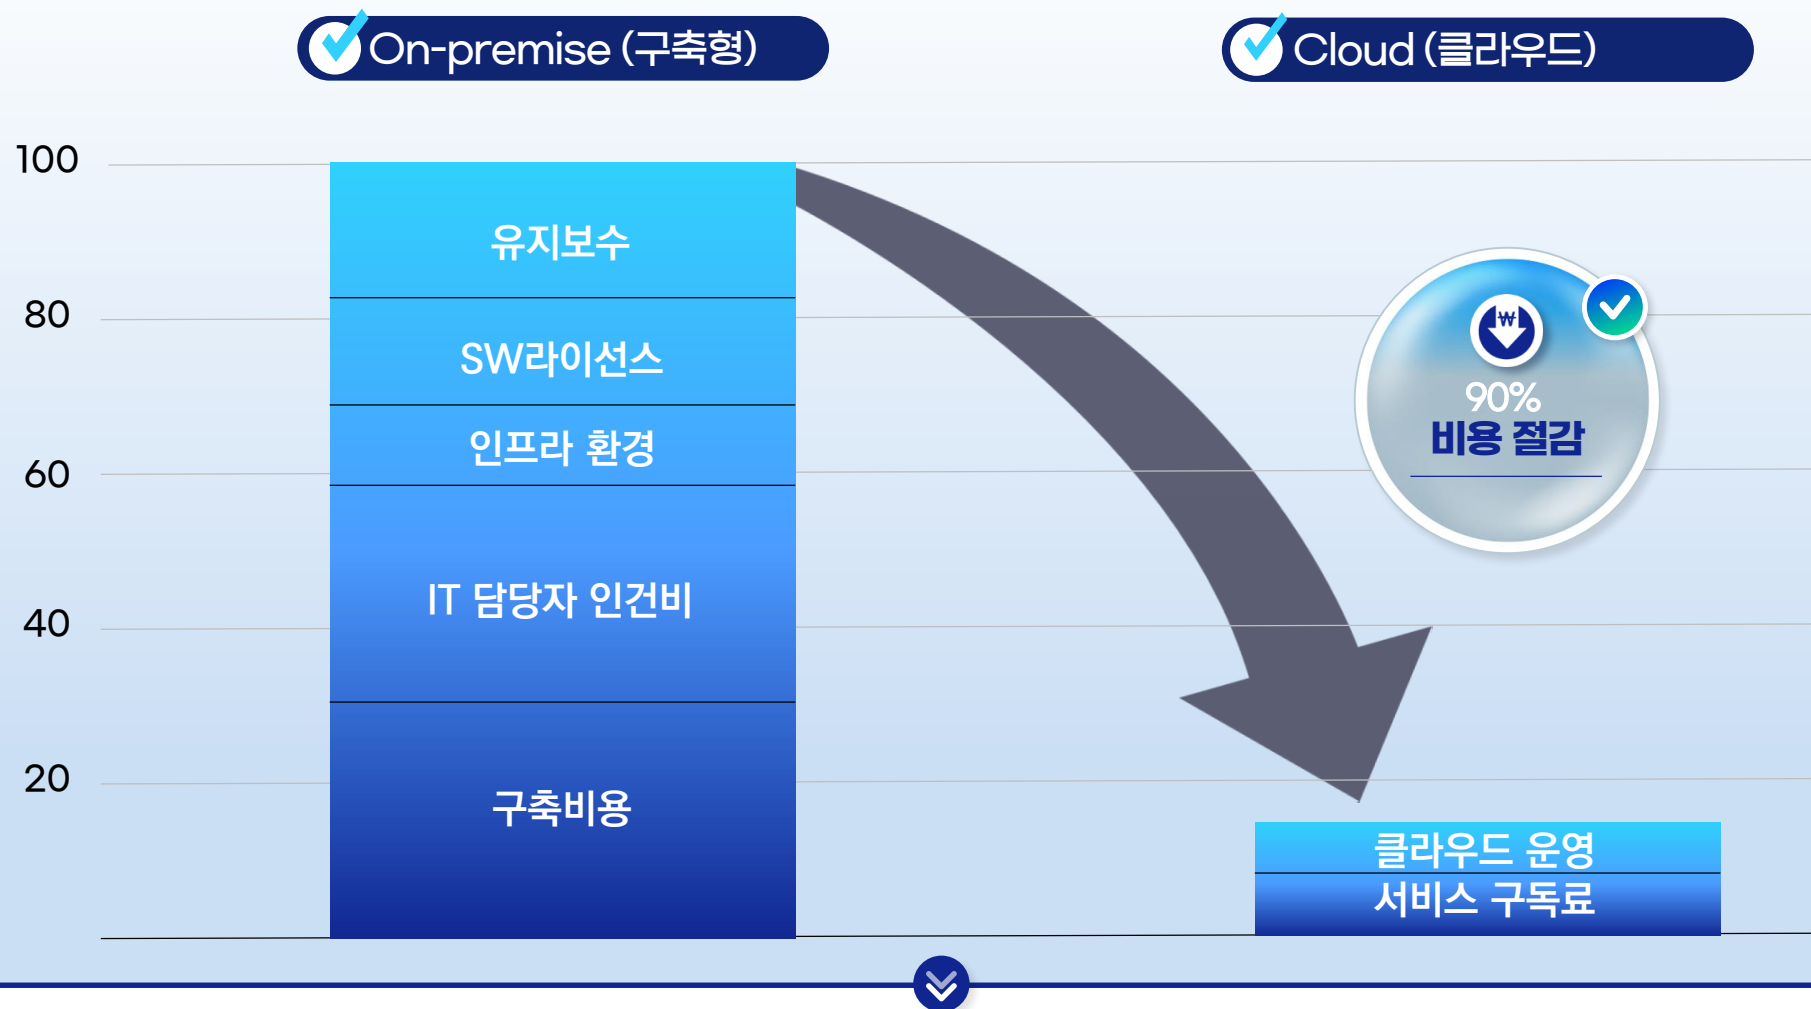 On-premise (구축형)
Cloud (클라우드)
100
80
60
40
20
유지보수
SW라이선스
인프라 환경
IT 담당자 인건비
구축비용
₩
90%
비용 절감
클라우드 운영
서비스 구독료